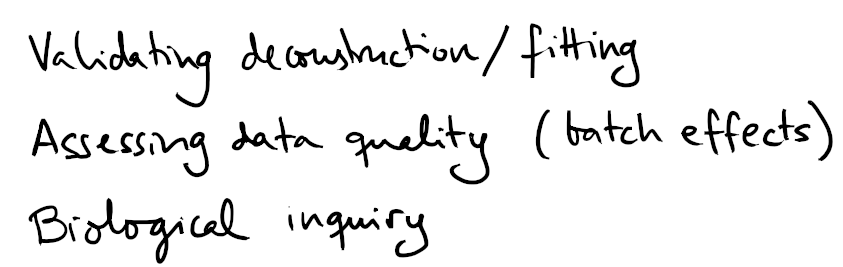 Validating deconstruction/fitting
Assessing data quality (batch effects)
Biological inquiry